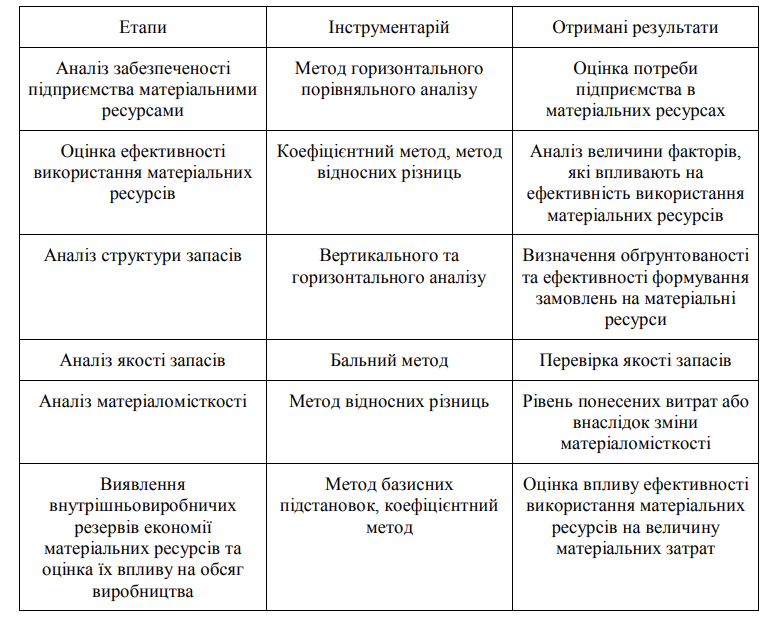 Етапи
Інструментарій
Отримані результати
Аналіз забезпеченості
підприємства матеріальними
ресурсами
Метод горизонтального
порівняльного аналізу
Оцінка потреби
підприємства в
матеріальних ресурсах
Оцінка ефективності
використання матеріальних
ресурсів
Коефіцієнтний метод, метод
відносних різниць
Аналіз величини факторів,
які впливають на
ефективність використання
матеріальних ресурсів
Аналіз структури запасів
Вертикального та
горизонтального аналізу
Визначення обґрунтованості
та ефективності формування
замовлень на матеріальні
ресурси
Аналіз якості запасів
Бальний метод
Перевірка якості запасів
Аналіз матеріаломісткості
Метод відносних різниць
Рівень понесених витрат або
внаслідок зміни
матеріаломісткості
Виявлення
внутрішньовиробничих
резервів економії
матеріальних ресурсів та
оцінка їх впливу на обсяг
виробництва
Метод базисних
підстановок, коефіцієнтний
метод
Оцінка впливу ефективності
використання матеріальних
ресурсів на величину
матеріальних затрат